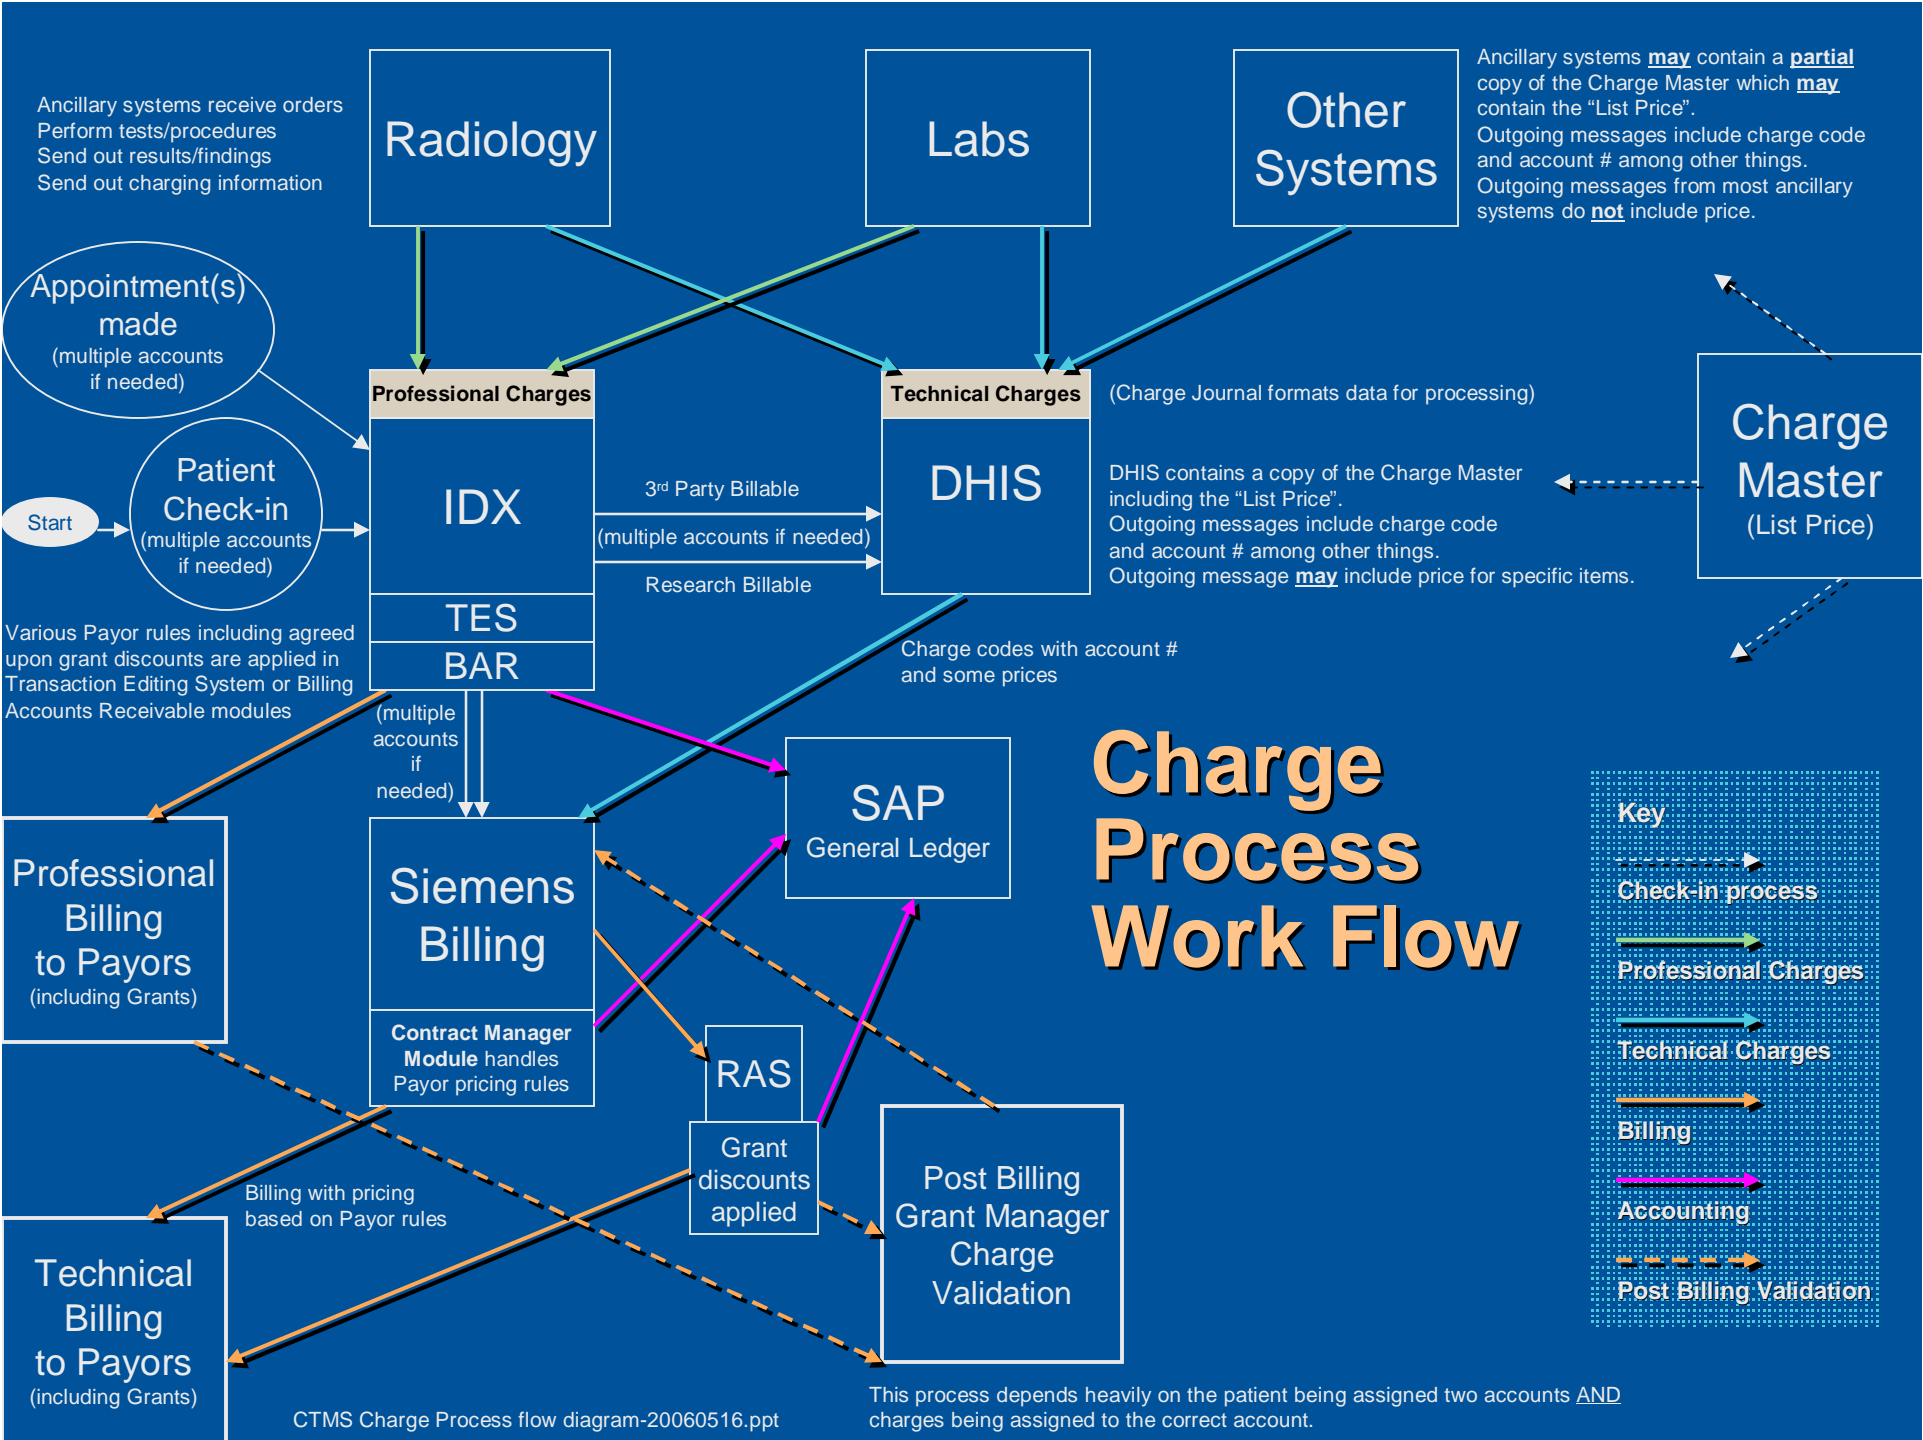 Ancillary systems receive orders
Perform tests/procedures
Send out results/findings
Send out charging information
Radiology
Labs
Other
Systems
Ancillary systems may contain a partial
copy of the Charge Master which may
contain the “List Price”.
Outgoing messages include charge code
and account # among other things.
Outgoing messages from most ancillary
systems do not include price.
Appointment(s)
made
(multiple accounts
if needed)
Professional Charges
Technical Charges
(Charge Journal formats data for processing)
Charge
Master
(List Price)
Patient
Check-in
(multiple accounts
if needed)
Start
IDX
3rd Party Billable
(multiple accounts if needed)
Research Billable
DHIS
DHIS contains a copy of the Charge Master
including the “List Price”.
Outgoing messages include charge code
and account # among other things.
Outgoing message may include price for specific items.
TES
BAR
Various Payor rules including agreed
upon grant discounts are applied in
Transaction Editing System or Billing
Accounts Receivable modules
(multiple
accounts
if
needed)
Charge codes with account #
and some prices
SAP
General Ledger
Charge
Process
Work Flow
Professional
Billing
to Payors
(including Grants)
Siemens
Billing
Contract Manager
Module handles
Payor pricing rules
RAS
Grant
discounts
applied
Post Billing
Grant Manager
Charge
Validation
Billing with pricing
based on Payor rules
Technical
Billing
to Payors
(including Grants)
Key
Check-in process
Professional Charges
Technical Charges
Billing
Accounting
Post Billing Validation
CTMS Charge Process flow diagram-20060516.ppt
This process depends heavily on the patient being assigned two accounts AND
charges being assigned to the correct account.